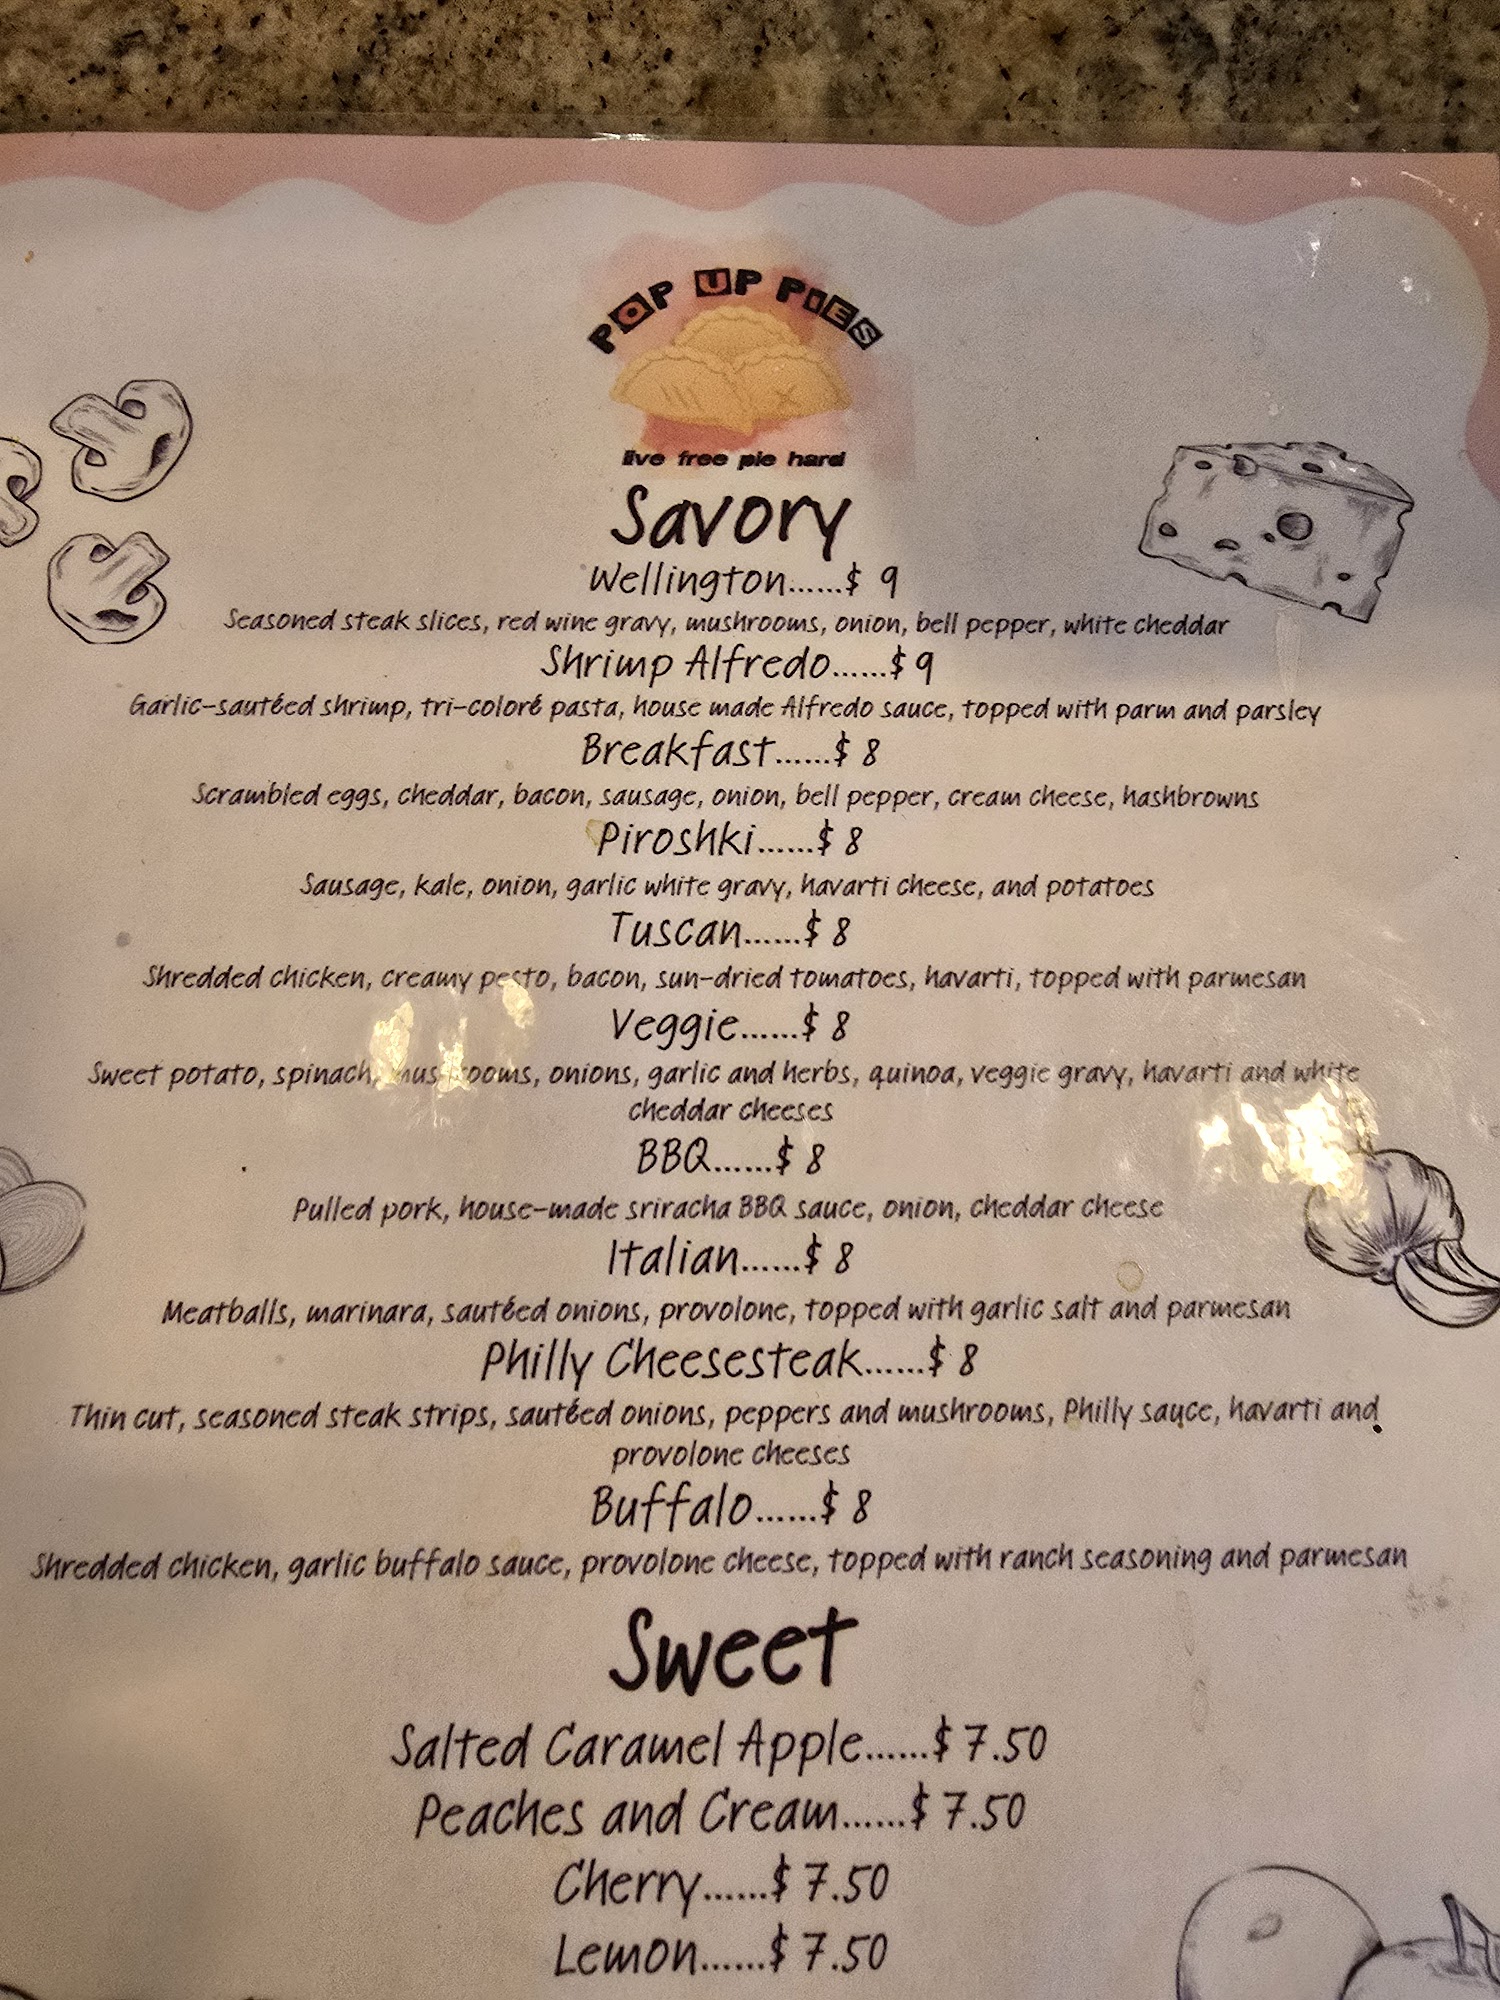 POP UP PIES
live free pie hard
Savory
Wellington......$ 9
Seasoned steak slices, red wine gravy, mushrooms, onion, bell pepper, white cheddar
Shrimp Alfredo......$ 9
Garlic-sautéed shrimp, tri-coloré pasta, house made Alfredo sauce, topped with parm and parsley
Breakfast......$ 8
Scrambled eggs, cheddar, bacon, sausage, onion, bell pepper, cream cheese, hashbrowns
Piroshki......$ 8
Sausage, kale, onion, garlic white gravy, havarti cheese, and potatoes
Tuscan......$ 8
Shredded chicken, creamy pesto, bacon, sun-dried tomatoes, havarti, topped with parmesan
Veggie......$ 8
Sweet potato, spinach, mushrooms, onions, garlic and herbs, quinoa, veggie gravy, havarti and white
cheddar cheeses
BBQ......$ 8
Pulled pork, house-made sriracha BBQ sauce, onion, cheddar cheese
Italian......$ 8
Meatballs, marinara, sautéed onions, provolone, topped with garlic salt and parmesan
Philly Cheesesteak......$ 8
Thin cut, seasoned steak strips, sautéed onions, peppers and mushrooms, Philly sauce, havarti and
provolone cheeses
Buffalo......$ 8
Shredded chicken, garlic buffalo sauce, provolone cheese, topped with ranch seasoning and parmesan
Sweet
Salted Caramel Apple......$ 7.50
Peaches and Cream......$ 7.50
Cherry......$ 7.50
Lemon......$ 7.50